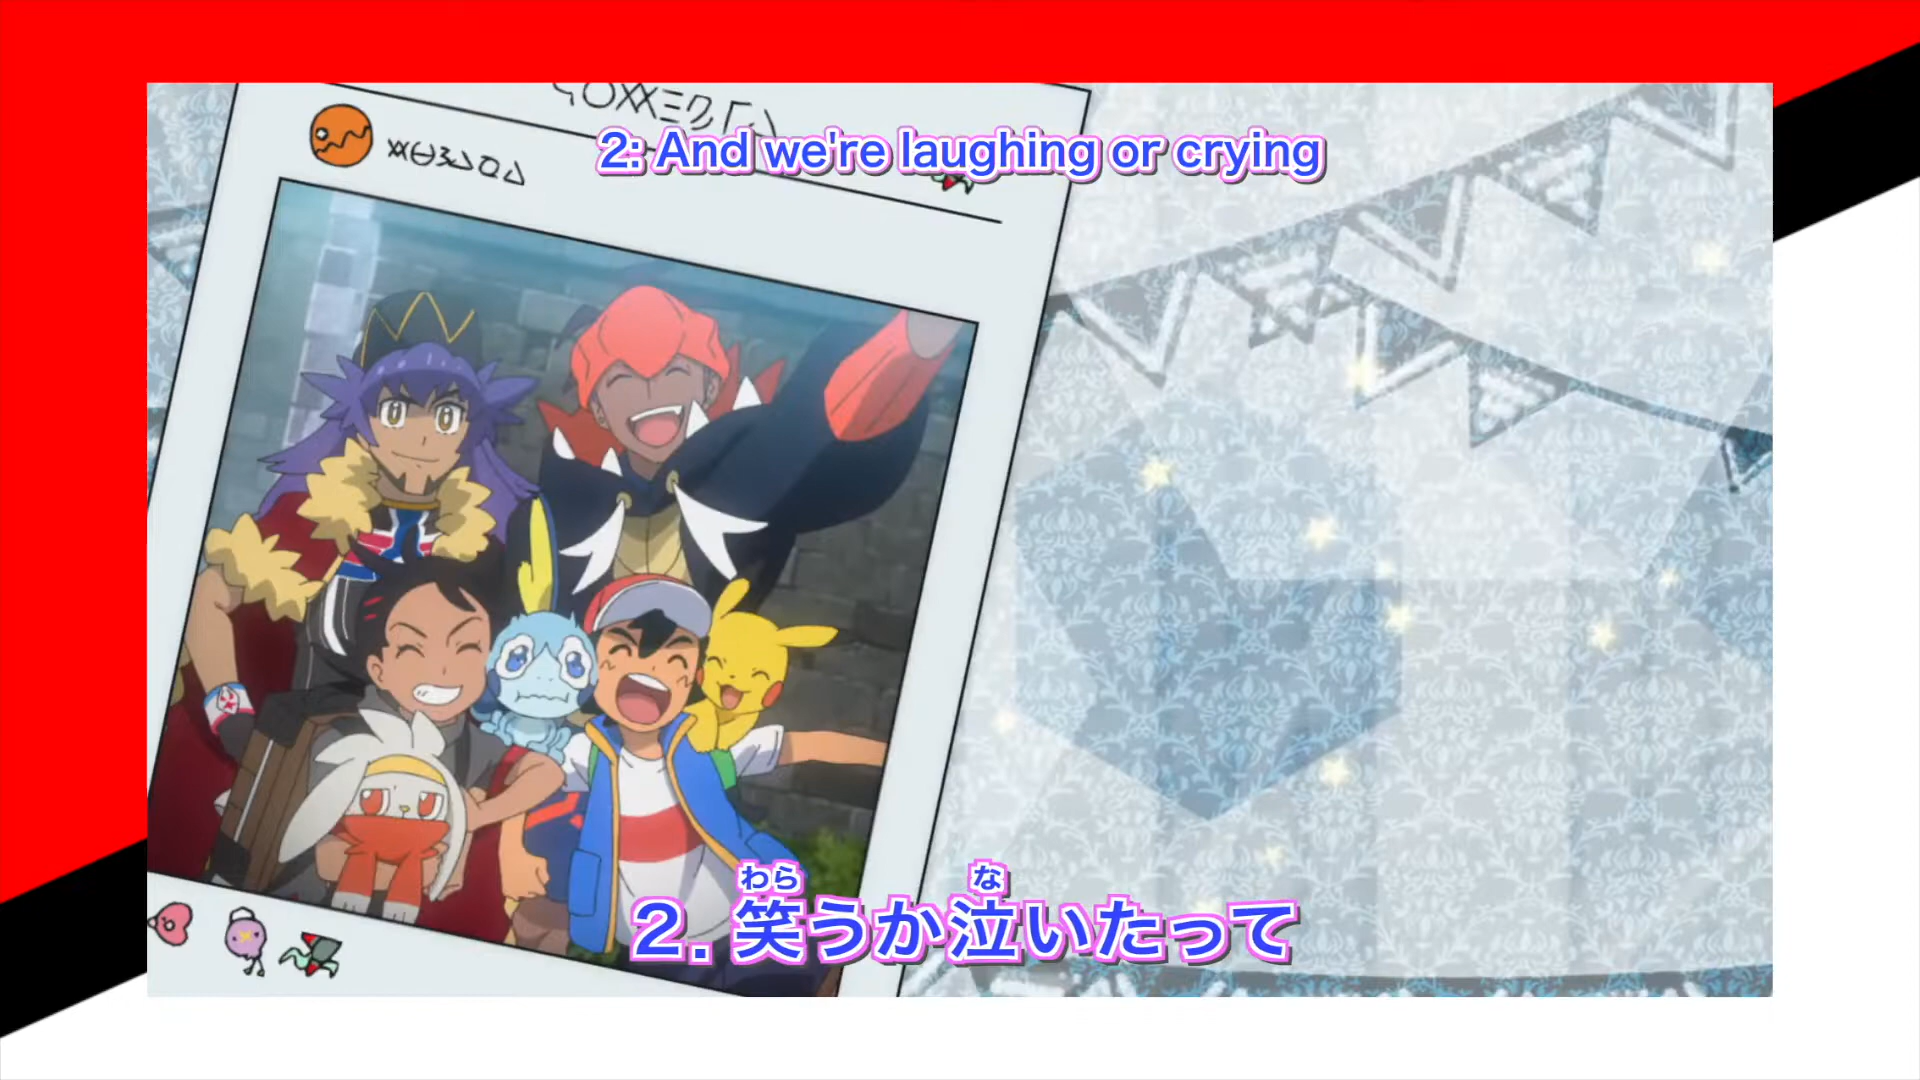 2: And we're laughing or crying
わら な
2. 笑うか泣いたって